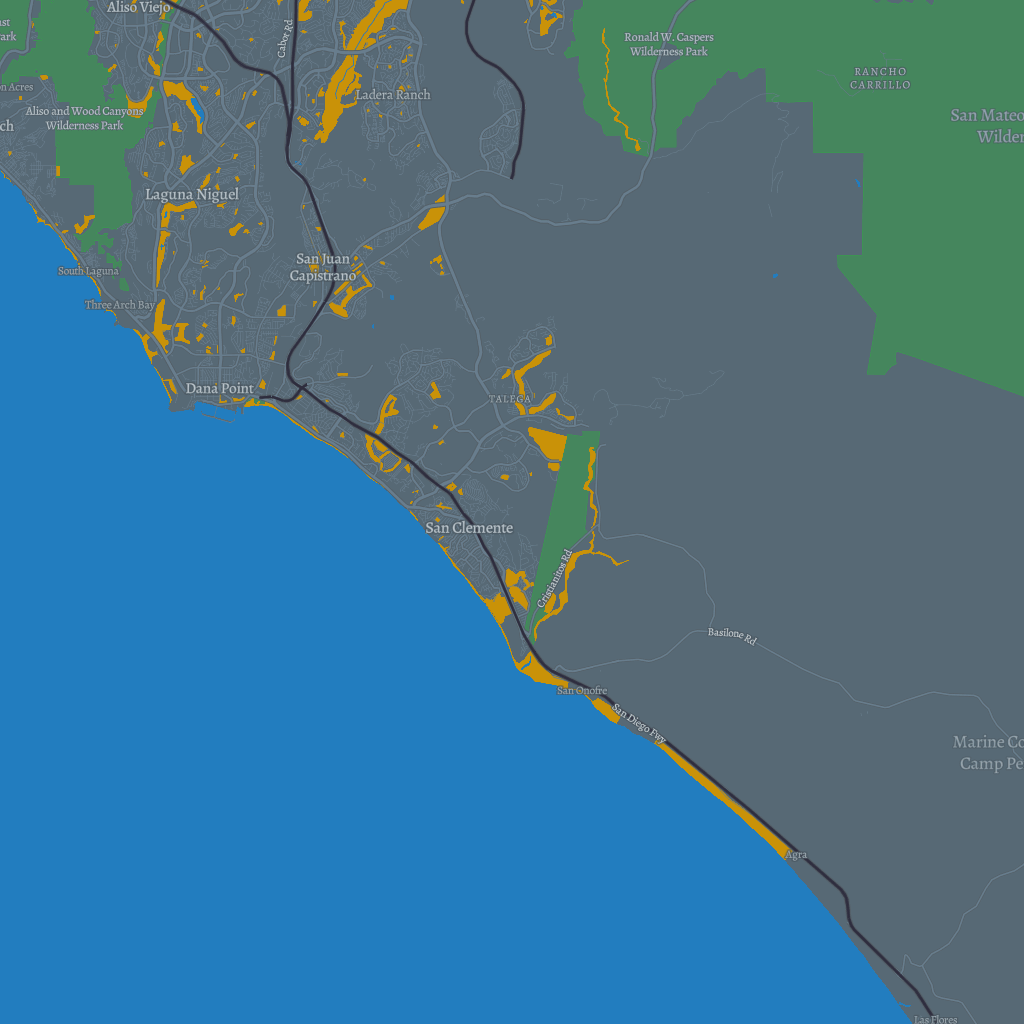 Aliso Viejo
Cabot Rd
Ronald W. Caspers
Wilderness Park
RANCHO
CARRILLO
on Acres
Ladera Ranch
Aliso and Wood Canyons
Wilderness Park
San Mateo
Wilder
Laguna Niguel
South Laguna
San Juan
Capistrano
Three Arch Bay
Dana Point
TALEGA
San Clemente
Cristianitos Rd
Basilone Rd
San Onofre
San Diego Fwy
Marine Co
Camp Pe
Agra
Las Flores